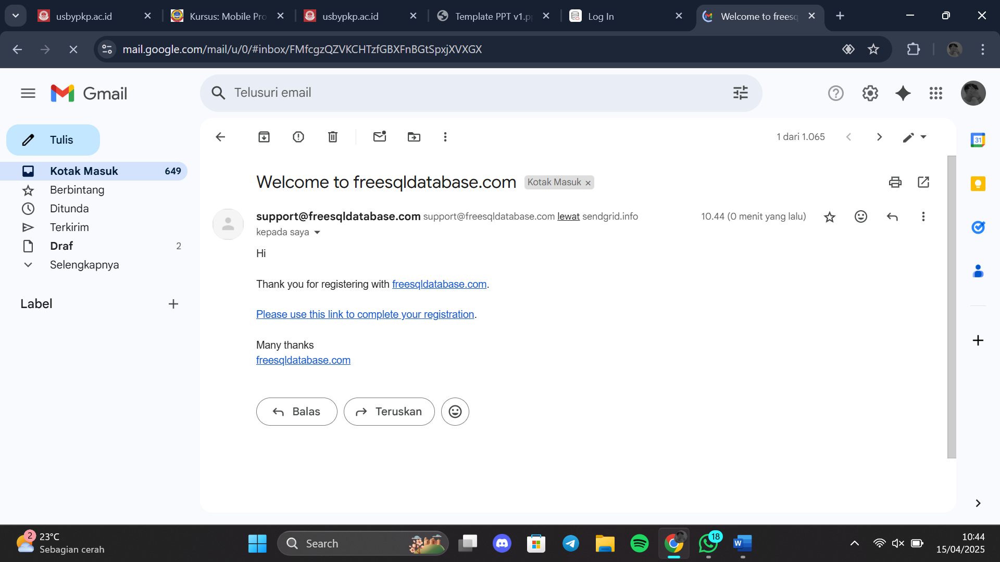 usbypkp.ac.id
Kursus: Mobile Pro
usbypkp.ac.id
Template PPT v1.pp
Log In
Welcome to freesq
mail.google.com/mail/u/0/#inbox/FMfcgzQZVKCHTzfGBXFnBGtSpxjXVXGX
Gmail
Telusuri email
Tulis
1 dari 1.065
31
Kotak Masuk 649
Berbintang
Ditunda
Terkirim
Draf 2
Selengkapnya
Label
Welcome to freesqldatabase.com Kotak Masuk
support@freesqldatabase.com support@freesqldatabase.com lewat sendgrid.info 10.44 (0 menit yang lalu)
kepada saya
Hi
Thank you for registering with freesqldatabase.com.
Please use this link to complete your registration.
Many thanks
freesqldatabase.com
Balas
Teruskan
2
23°C
Sebagian cerah
Search
18
W
10:44
15/04/2025